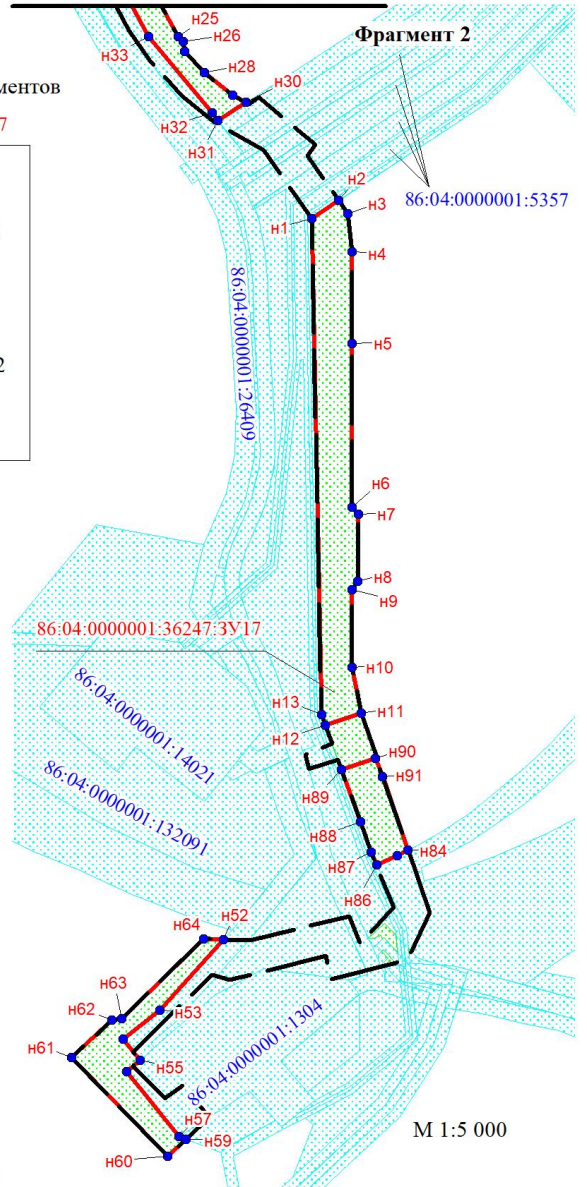 н25
н26
Фрагмент 2
н33
н28
н30
ментов
н32
7
н31
н2
86:04:0000001:5357
н3
н1
н4
86:04:0000001:26409
н5
2
н6
н7
н8
н9
86:04:0000001:36247:ЗУ17
н10
86:04:0000001:14021
н13
н11
н12
н90
86:04:0000001:132091
н91
н89
н88
н84
н87
н86
н64
н52
н63
н62
н53
86:04:0000001:1304
н61
н55
н57
М 1:5 000
н59
н60